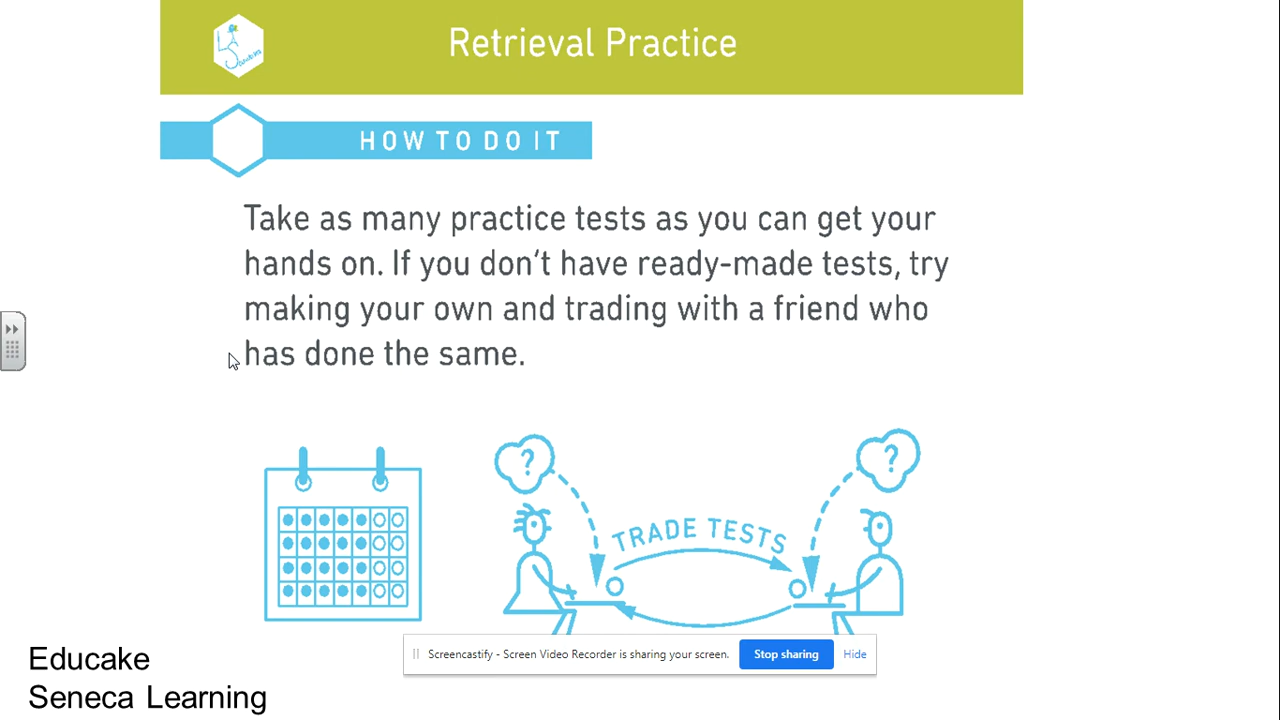 Retrieval Practice
HOW TO DO IT
Take as many practice tests as you can get your
hands on. If you don't have ready-made tests, try
making your own and trading with a friend who
has done the same.
?
?
TRADE TESTS
Screencastify - Screen Video Recorder is sharing your screen.
Stop sharing
Hide
Educake
Seneca Learning